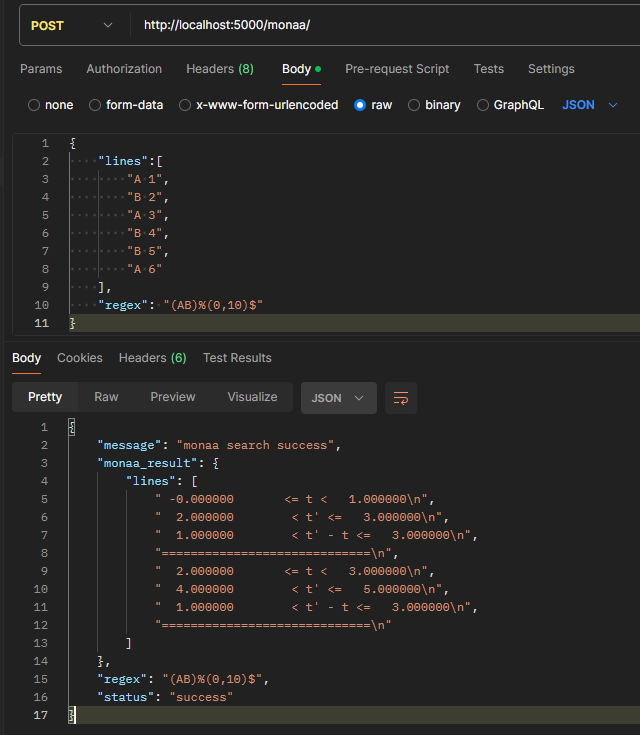 POST http://localhost:5000/monaa/
Params Authorization Headers (8) Body Pre-request Script Tests Settings
none form-data x-www-form-urlencoded raw binary GraphQL JSON
1 {
2 "lines":[
3 "A 1",
4 "B 2",
5 "A 3",
6 "B 4",
7 "B 5",
8 "A 6"
9 ],
10 "regex": "(AB)%(0,10)$"
11 }
Body Cookies Headers (6) Test Results
Pretty Raw Preview Visualize JSON
1 {
2 "message": "monaa search success",
3 "monaa_result": {
4 "lines": [
5 " -0.000000       <= t <   1.000000\n",
6 "  2.000000        < t' <=   3.000000\n",
7 "  1.000000        < t' - t <=   3.000000\n",
8 "=============================\n",
9 "  2.000000       <= t <   3.000000\n",
10 "  4.000000        < t' <=   5.000000\n",
11 "  1.000000        < t' - t <=   3.000000\n",
12 "=============================\n"
13 ]
14 },
15 "regex": "(AB)%(0,10)$",
16 "status": "success"
17 }